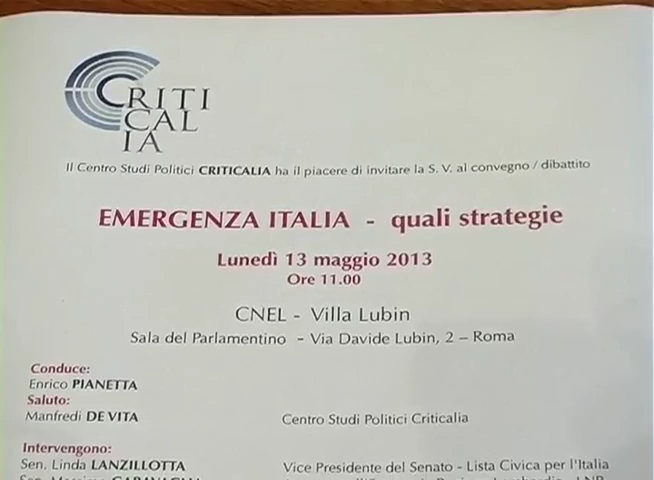 CRITI
CAL
IA
Il Centro Studi Politici CRITICALIA ha il piacere di invitare la S. V. al convegno / dibattito
EMERGENZA ITALIA - quali strategie
Lunedì 13 maggio 2013
Ore 11.00
CNEL - Villa Lubin
Sala del Parlamentino - Via Davide Lubin, 2 – Roma
Conduce:
Enrico PIANETTA
Saluto:
Manfredi DE VITA Centro Studi Politici Criticalia
Intervengono:
Sen. Linda LANZILLOTTA Vice Presidente del Senato - Lista Civica per l'Italia